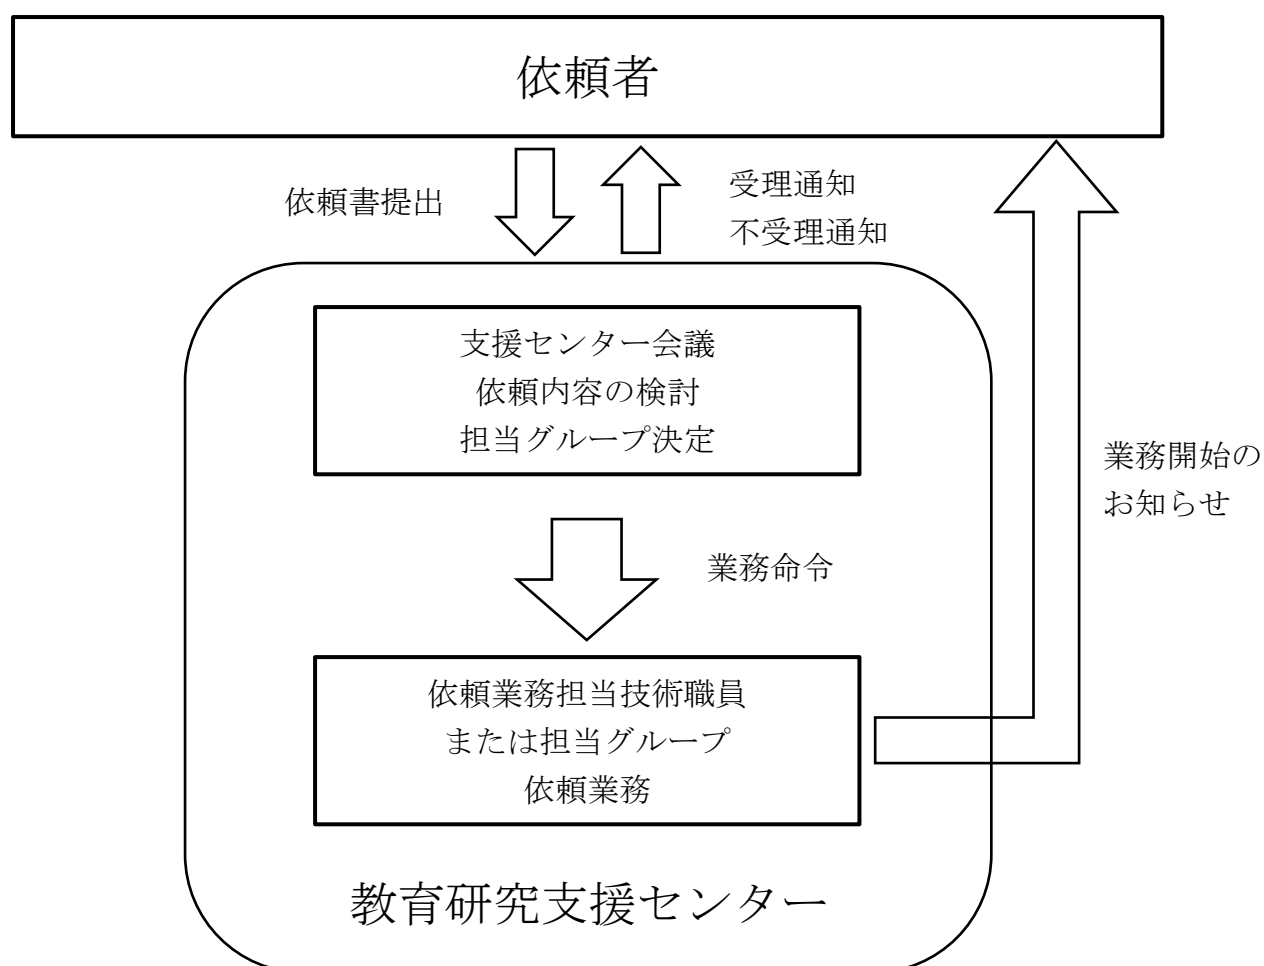 依頼者
依頼書提出
受理通知
不受理通知
支援センター会議
依頼内容の検討
担当グループ決定
業務開始の
お知らせ
業務命令
依頼業務担当技術職員
または担当グループ
依頼業務
教育研究支援センター